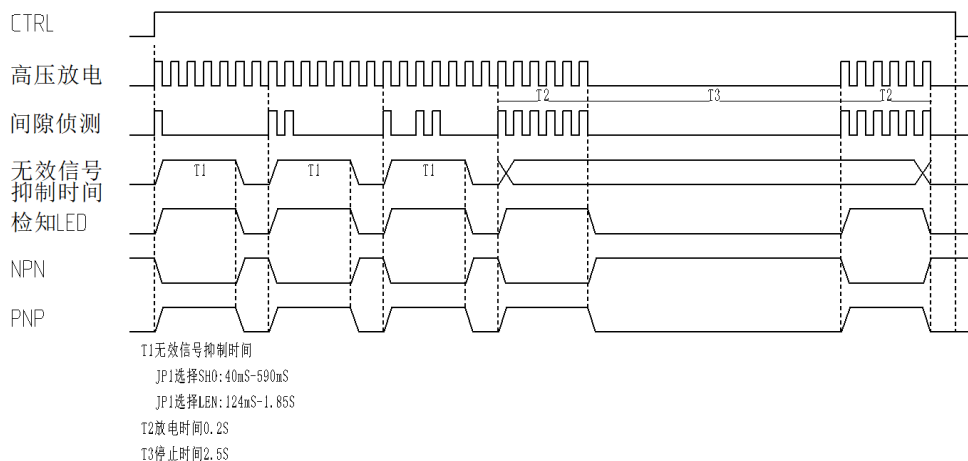 CTRL
高压放电
T2 T3 T2
间隙侦测
无效信号
抑制时间
T1 T1 T1
检知LED
NPN
PNP
T1无效信号抑制时间
JP1选择SHO:40mS-590mS
JP1选择LEN:124mS-1.85S
T2放电时间0.2S
T3停止时间2.5S